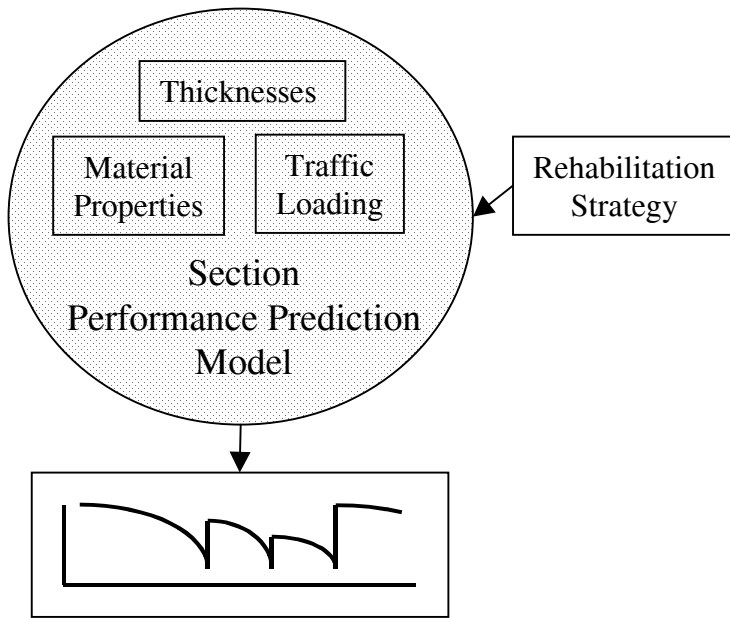 Thicknesses
Material
Properties
Traffic
Loading
Rehabilitation
Strategy
Section
Performance Prediction
Model